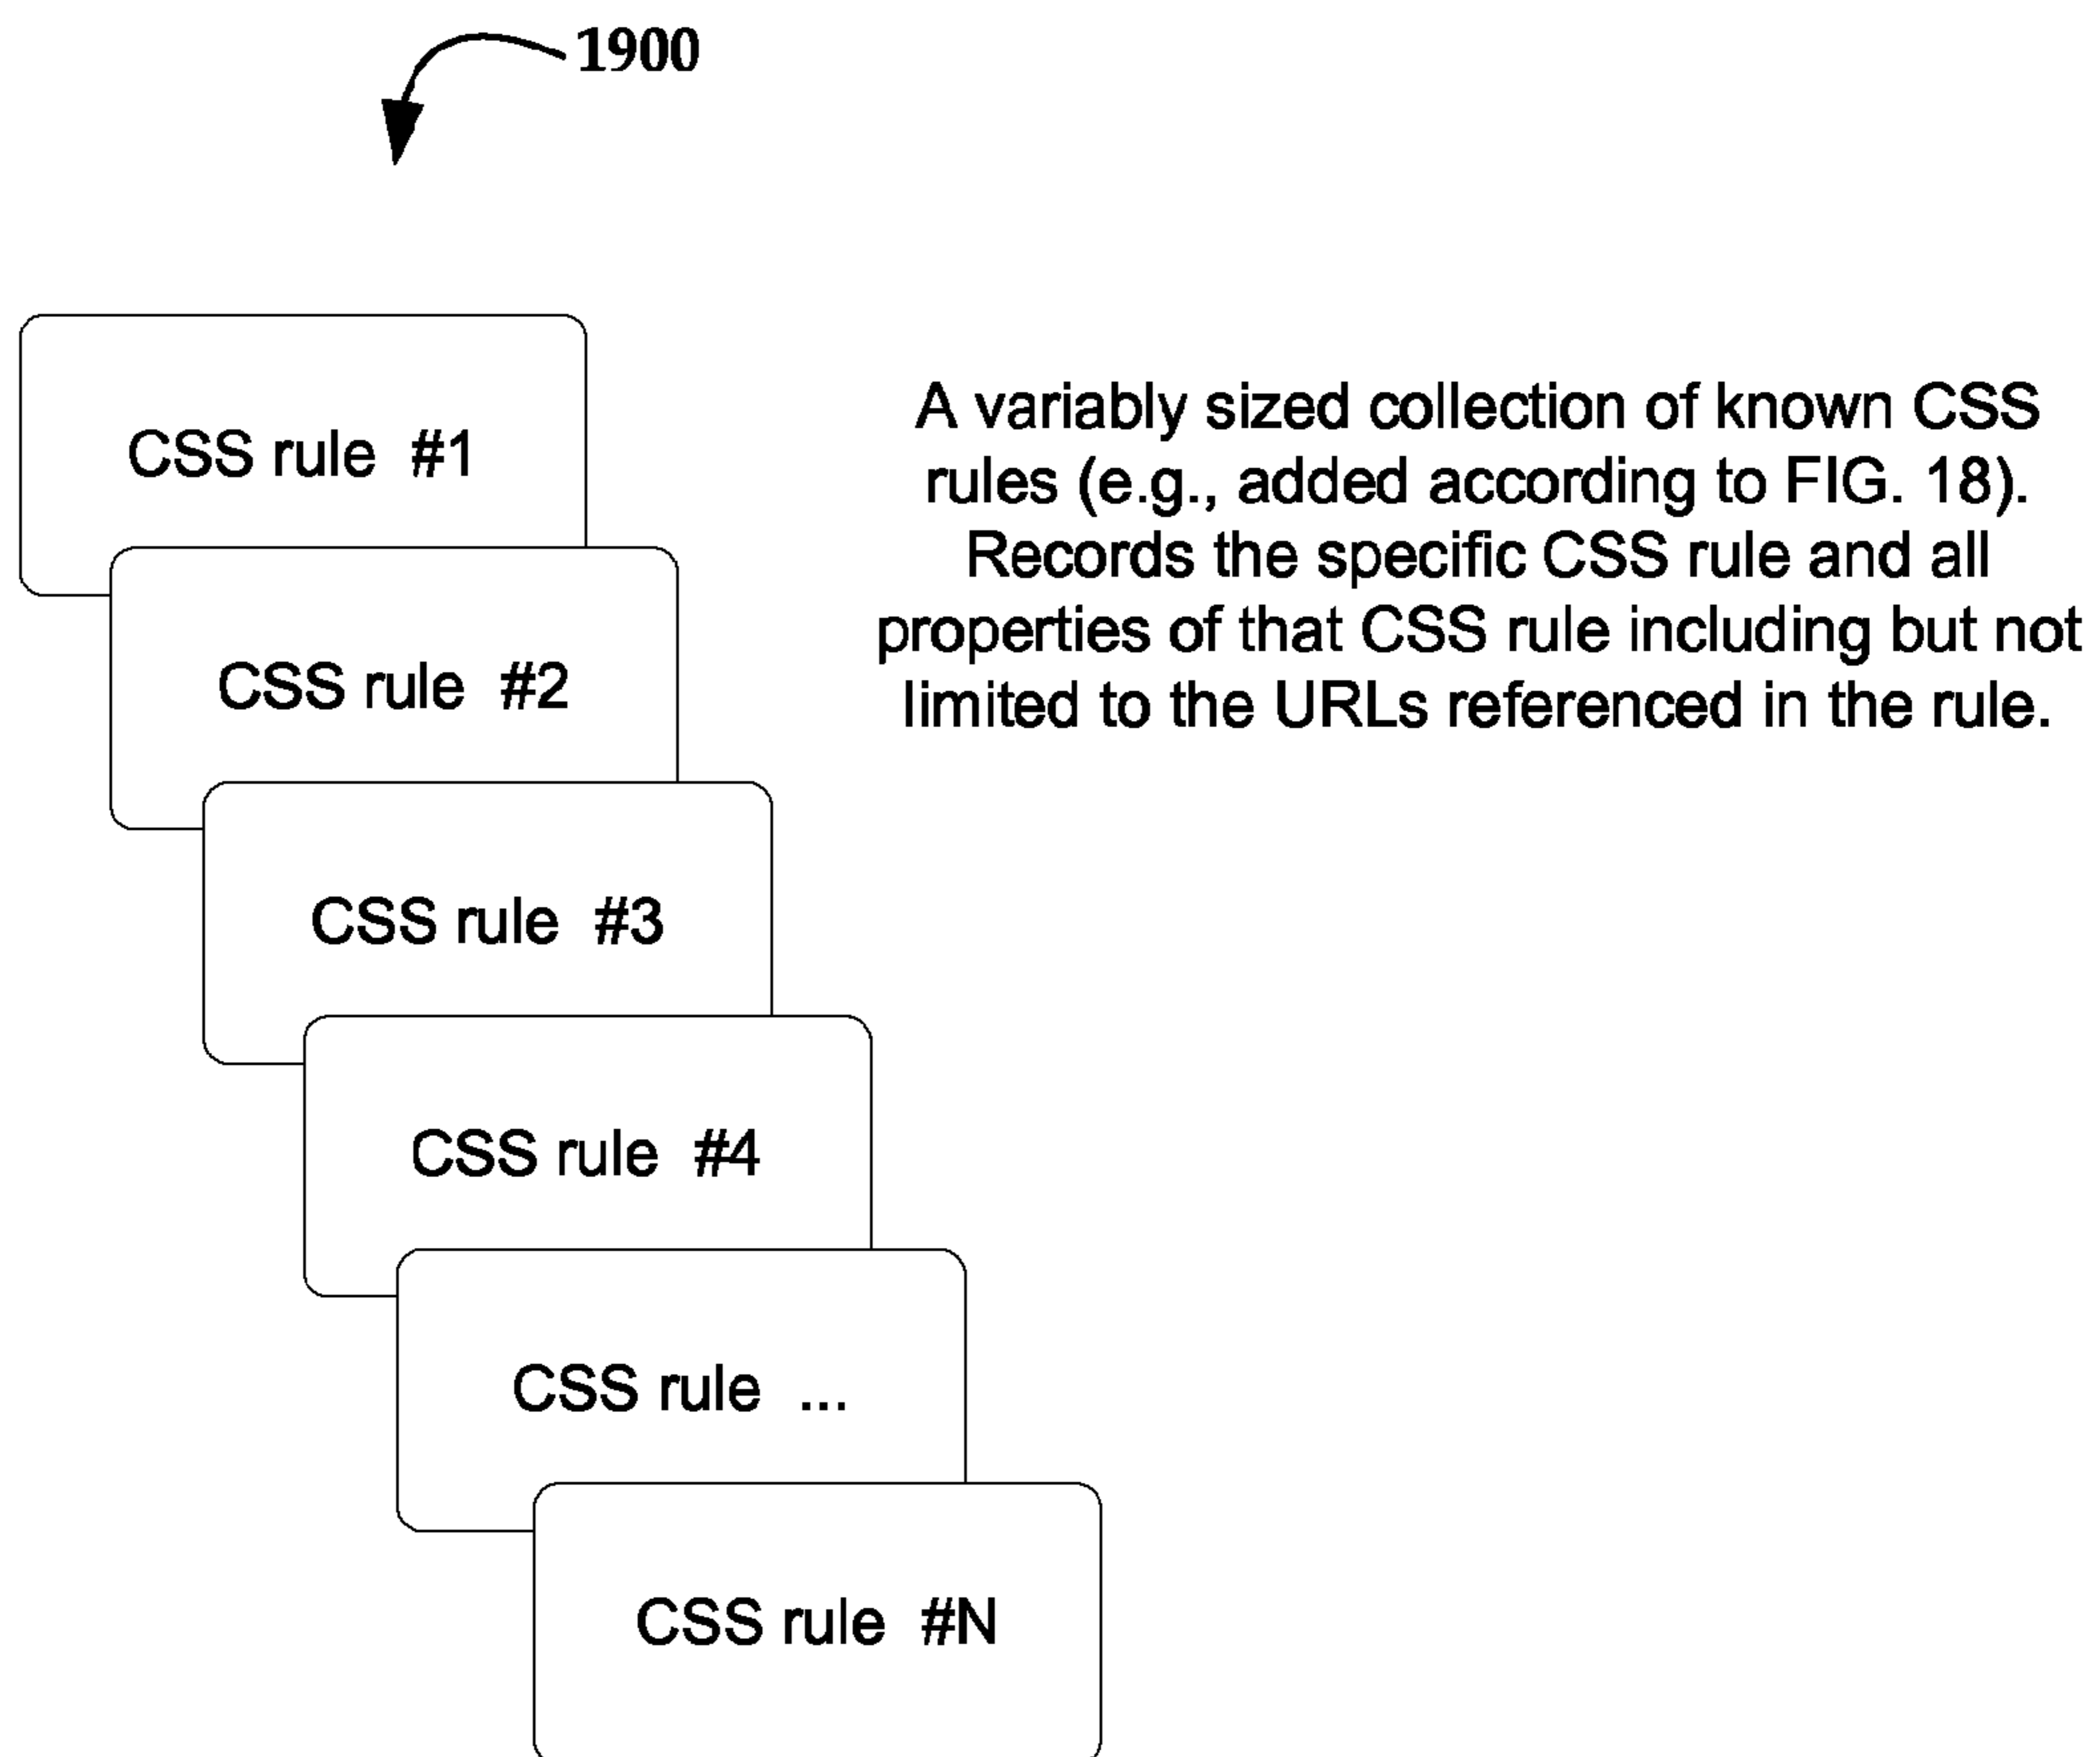 1900
CSS rule #1
A variably sized collection of known CSS
rules (e.g., added according to FIG. 18).
Records the specific CSS rule and all
properties of that CSS rule including but not
limited to the URLs referenced in the rule.
CSS rule #2
CSS rule #3
CSS rule #4
CSS rule ...
CSS rule #N